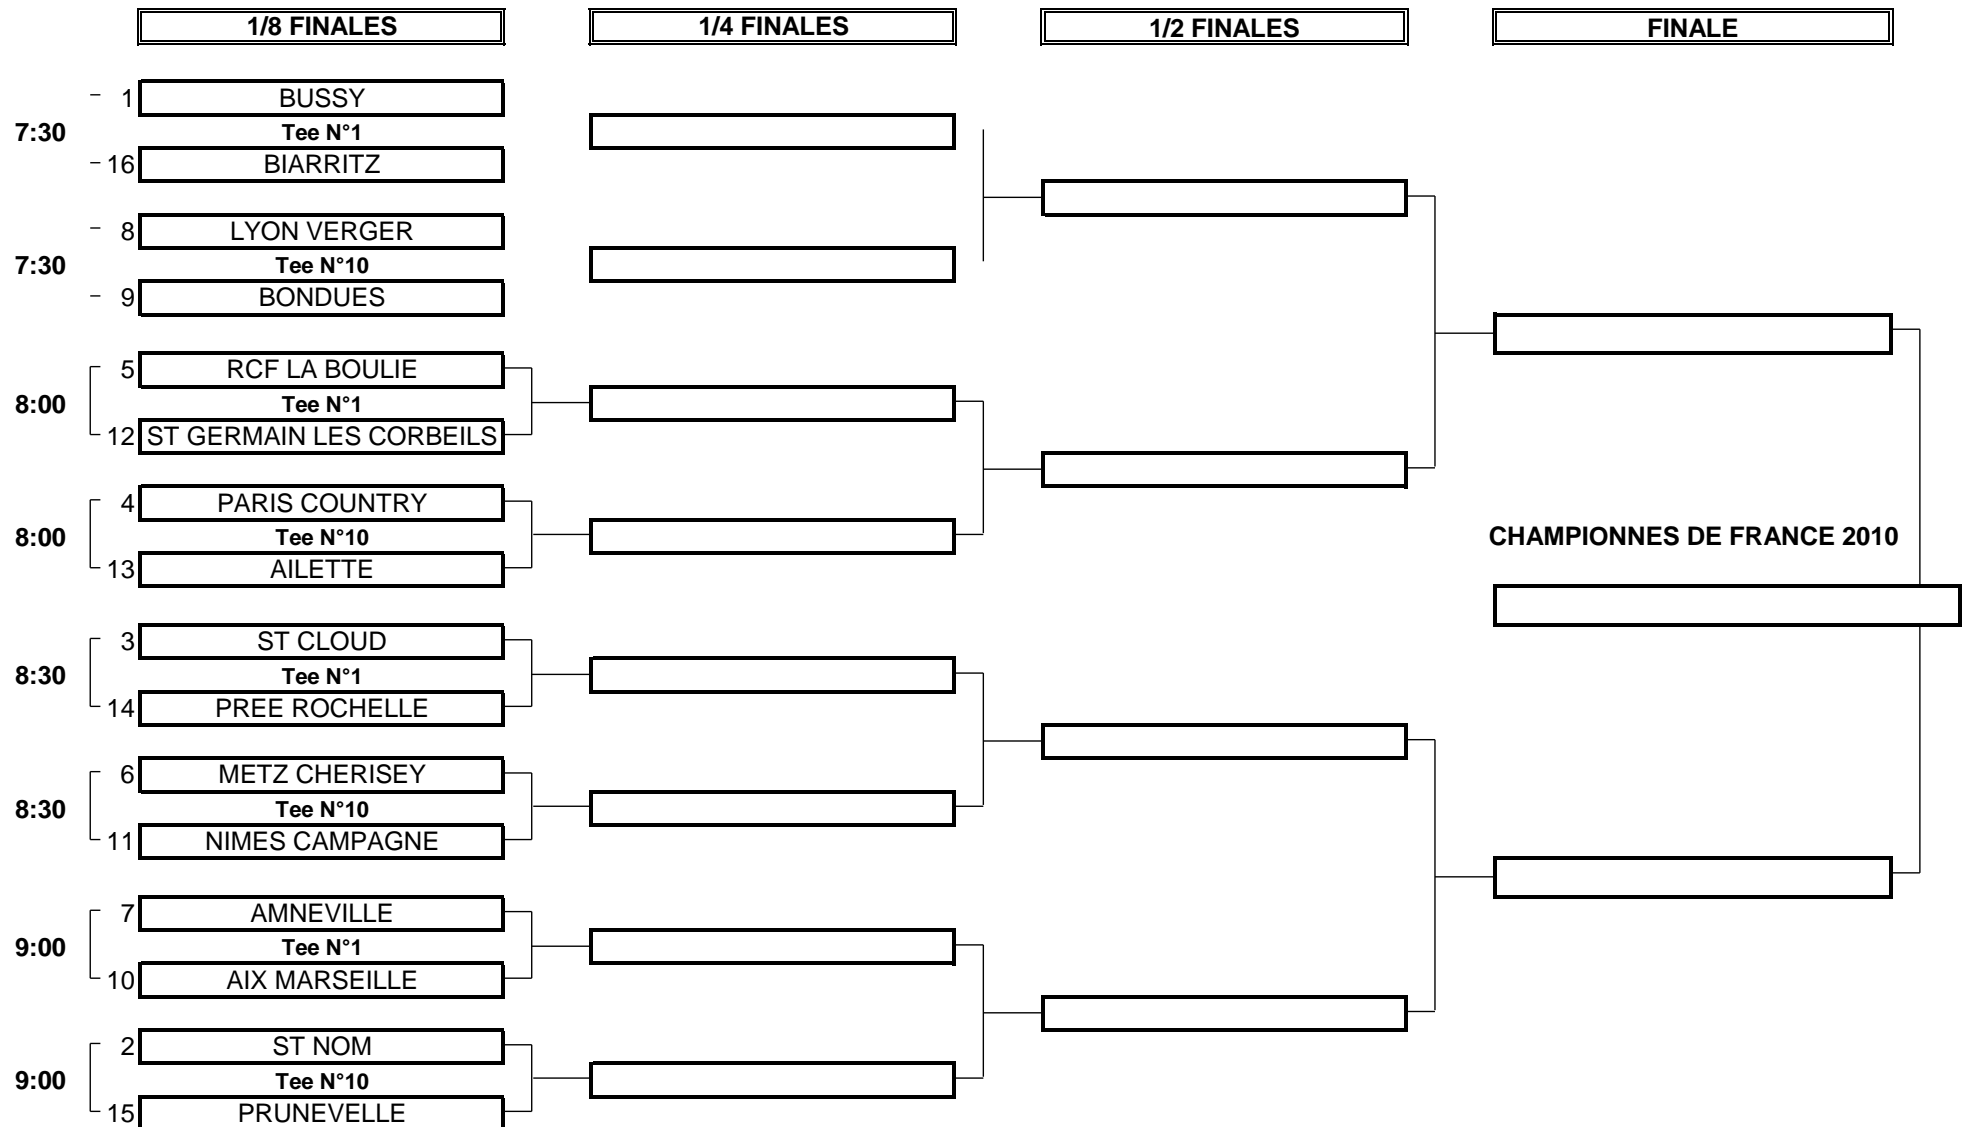 1/8 FINALES 1/4 FINALES 1/2 FINALES FINALE
1 BUSSY
7:30 Tee N°1
16 BIARRITZ
8 LYON VERGER
7:30 Tee N°10
9 BONDUES
5 RCF LA BOULIE
8:00 Tee N°1
12 ST GERMAIN LES CORBEILS
4 PARIS COUNTRY
8:00 Tee N°10
CHAMPIONNES DE FRANCE 2010
13 AILETTE
3 ST CLOUD
8:30 Tee N°1
14 PREE ROCHELLE
6 METZ CHERISEY
8:30 Tee N°10
11 NIMES CAMPAGNE
7 AMNEVILLE
9:00 Tee N°1
10 AIX MARSEILLE
2 ST NOM
9:00 Tee N°10
15 PRUNEVELLE